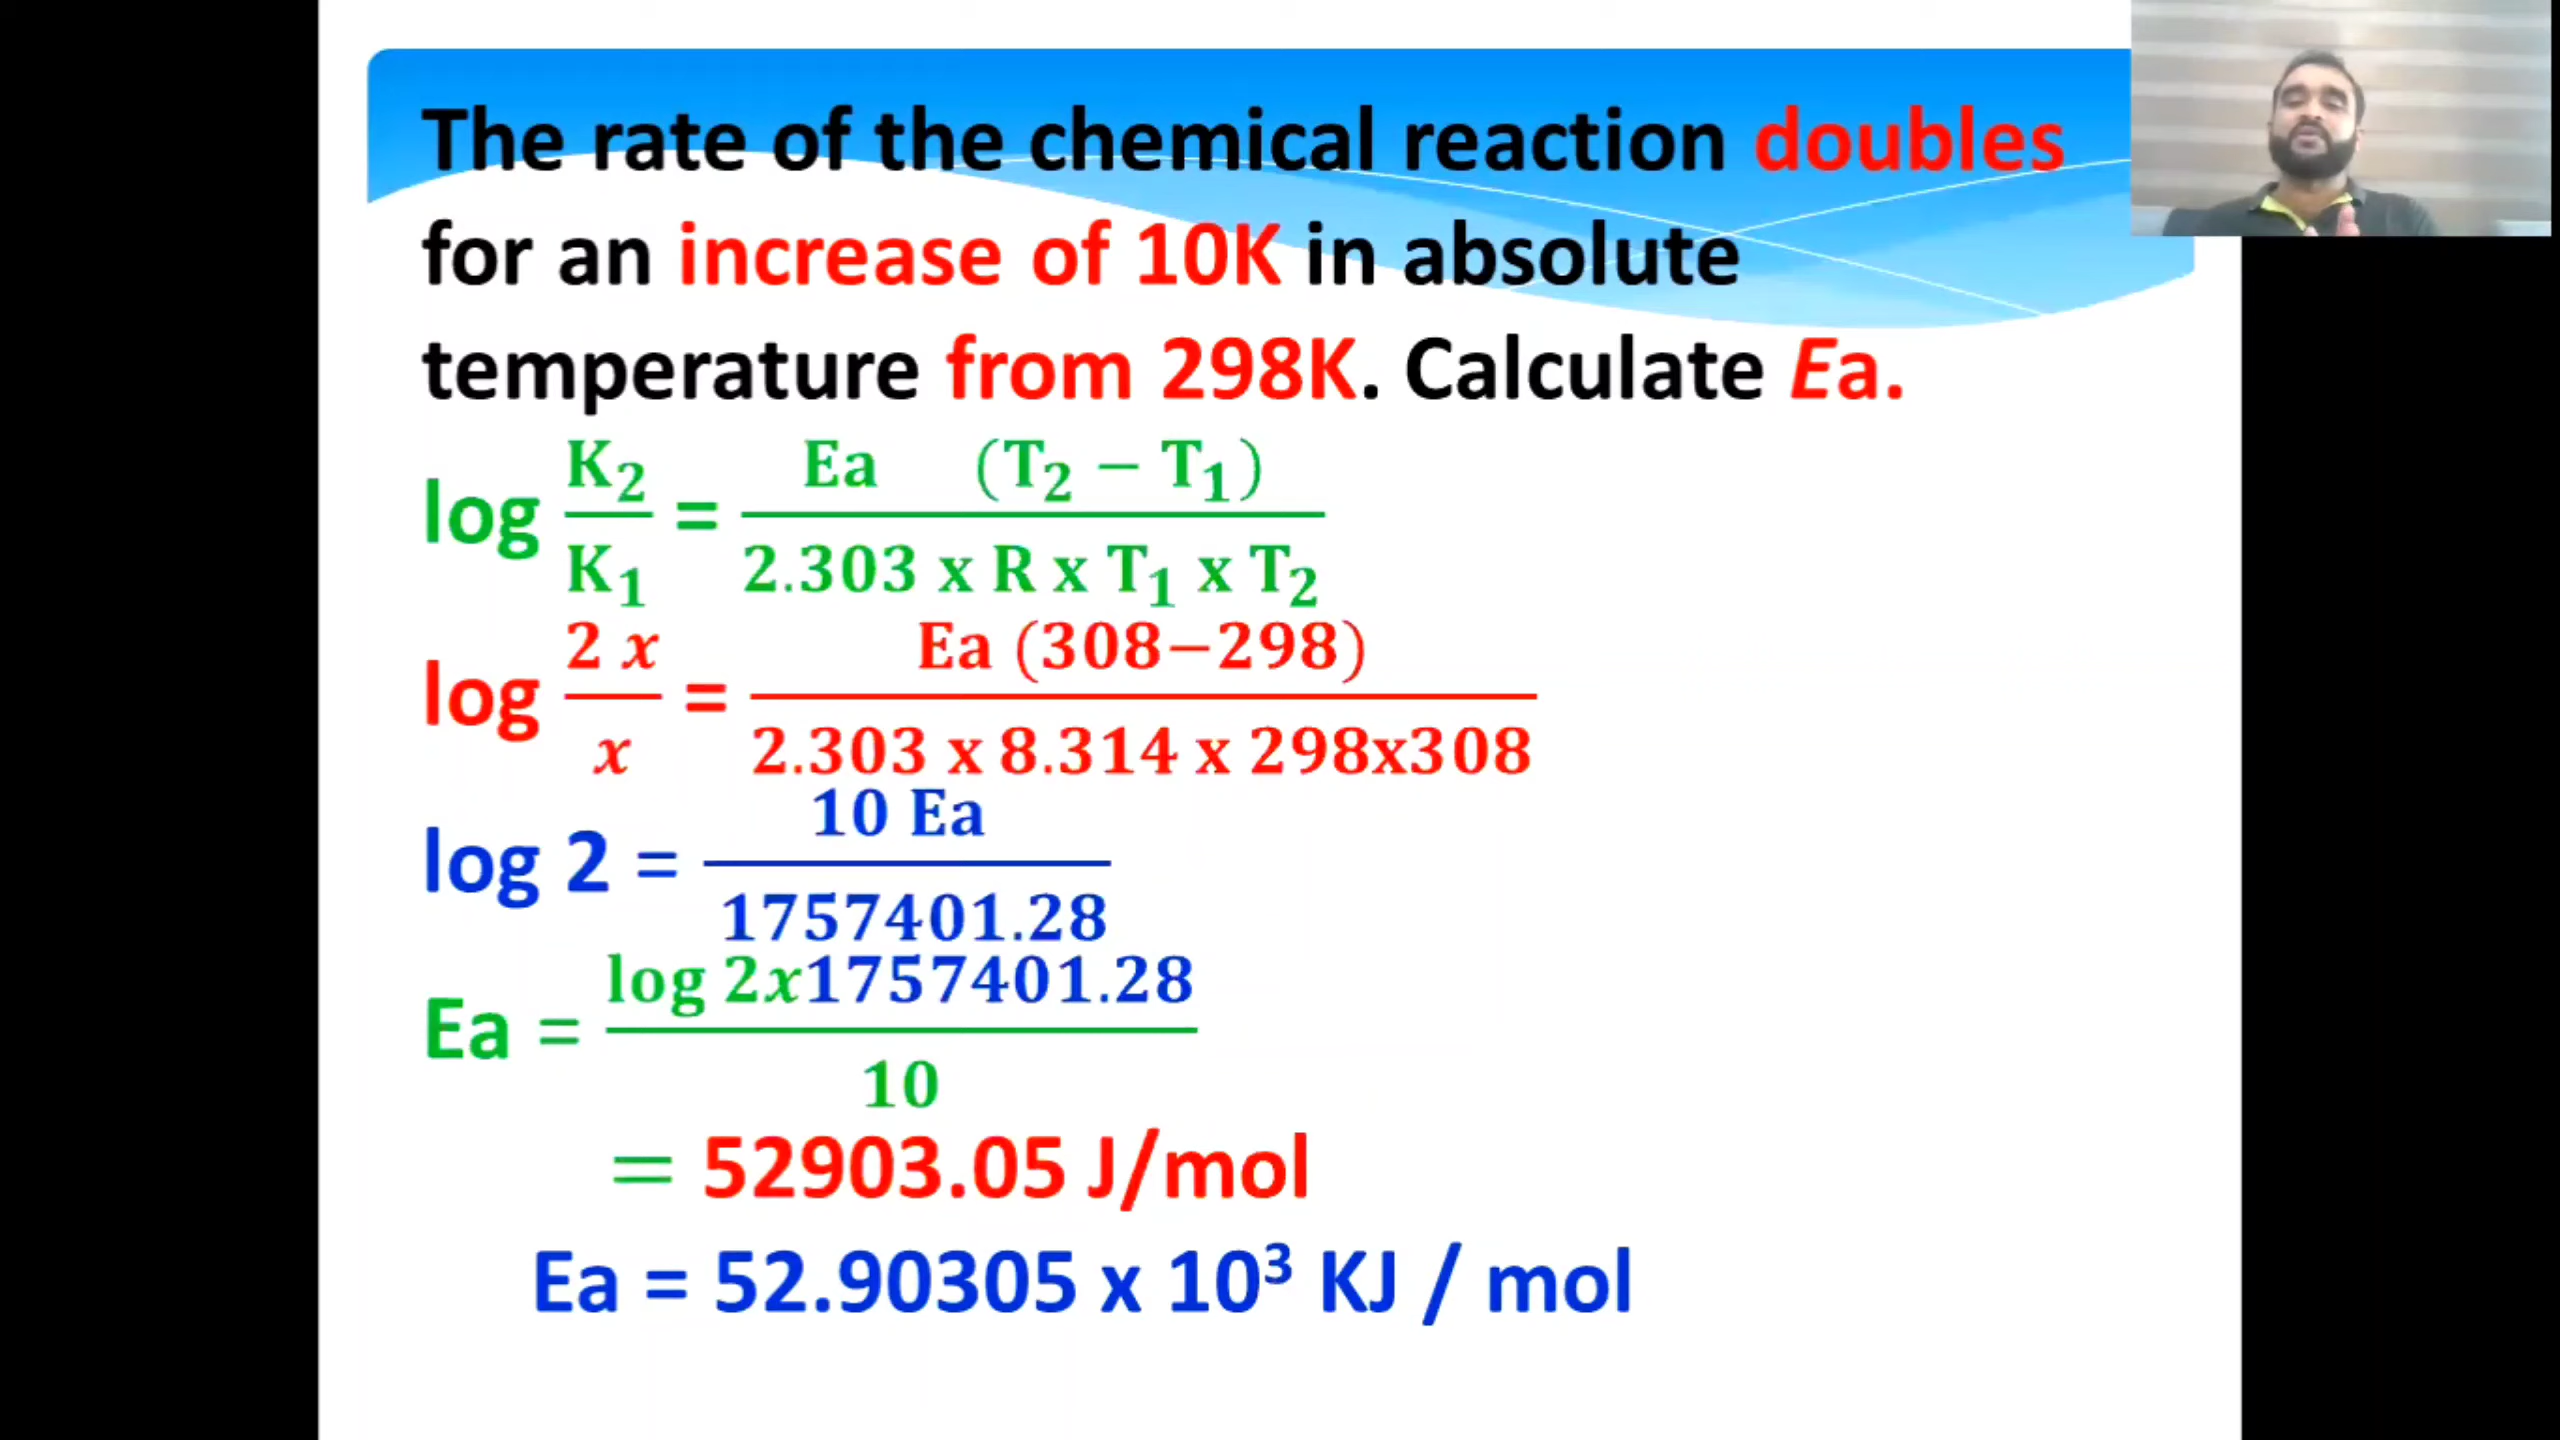 The rate of the chemical reaction doubles
for an increase of 10K in absolute
temperature from 298K. Calculate Ea.
log K₂/K₁ = Ea (T₂ − T₁) / 2.303 x R x T₁ x T₂
log 2 x/x = Ea (308−298) / 2.303 x 8.314 x 298x308
log 2 = 10 Ea / 1757401.28
Ea = log 2x1757401.28 / 10
= 52903.05 J/mol
Ea = 52.90305 x 10³ KJ / mol